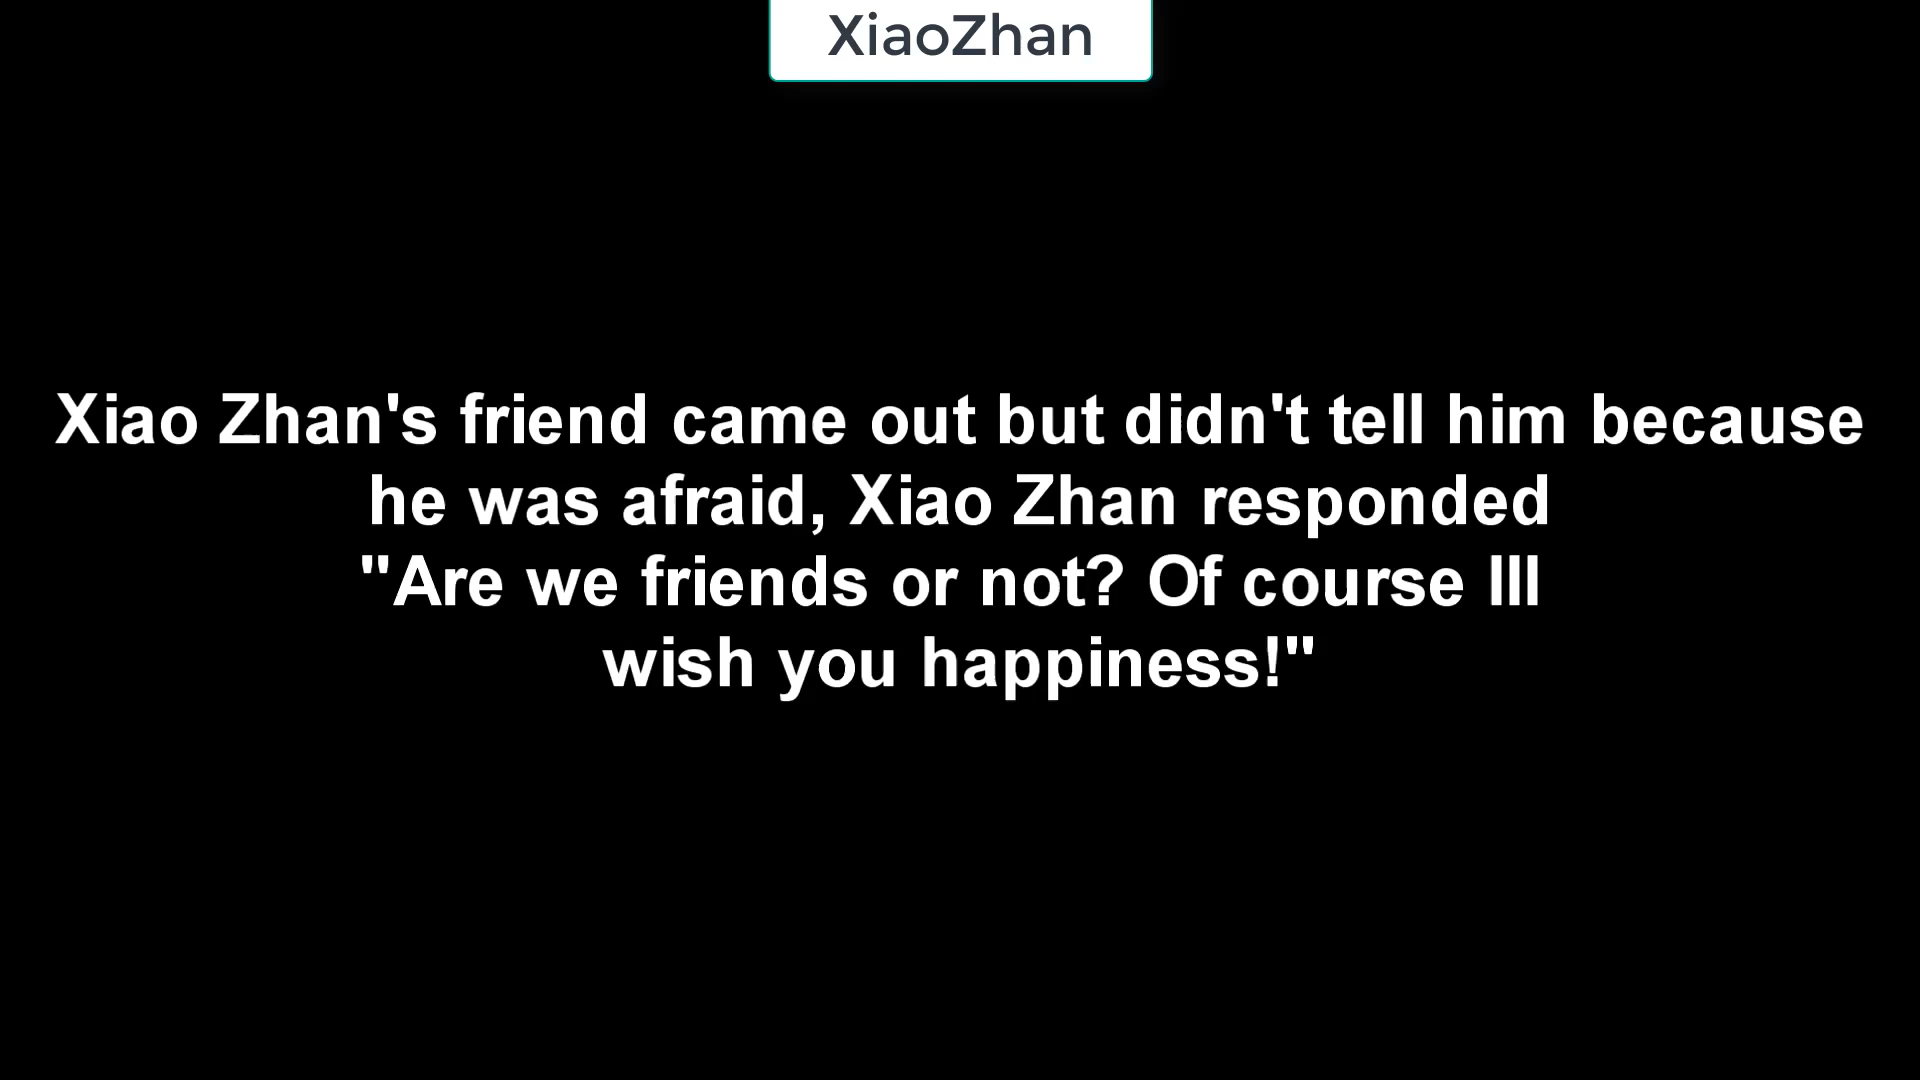 XiaoZhan
Xiao Zhan's friend came out but didn't tell him because
he was afraid, Xiao Zhan responded
"Are we friends or not? Of course Ill
wish you happiness!"